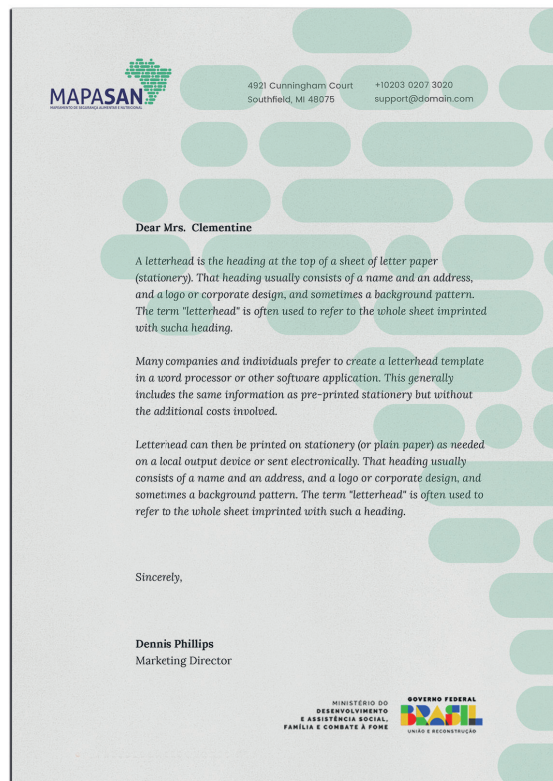 MAPASAN
INSTRUMENTO DE SEGURANÇA ALIMENTAR E NUTRICIONAL
4921 Cunningham Court
Southfield, MI 48075
+10203 0207 3020
support@domain.com
Dear Mrs. Clementine
A letterhead is the heading at the top of a sheet of letter paper
(stationery). That heading usually consists of a name and an address,
and a logo or corporate design, and sometimes a background pattern.
The term "letterhead" is often used to refer to the whole sheet imprinted
with sucha heading.
Many companies and individuals prefer to create a letterhead template
in a word processor or other software application. This generally
includes the same information as pre-printed stationery but without
the additional costs involved.
Letterhead can then be printed on stationery (or plain paper) as needed
on a local output device or sent electronically. That heading usually
consists of a name and an address, and a logo or corporate design, and
sometimes a background pattern. The term "letterhead" is often used to
refer to the whole sheet imprinted with such a heading.
Sincerely,
Dennis Phillips
Marketing Director
MINISTÉRIO DO
DESENVOLVIMENTO
E ASSISTÊNCIA SOCIAL,
FAMÍLIA E COMBATE À FOME
GOVERNO FEDERAL
BRASIL
UNIÃO E RECONSTRUÇÃO